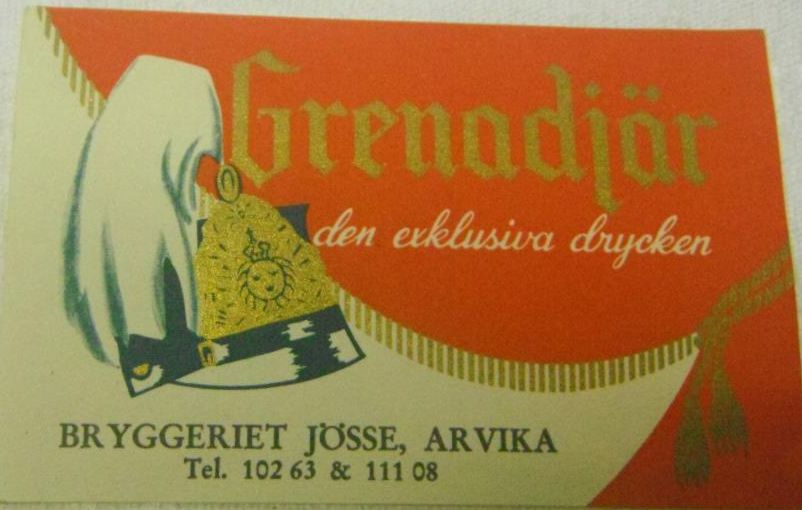 Grenadjär
den exklusiva drycken
BRYGGERIET JÖSSE, ARVIKA
Tel. 102 63 & 111 08